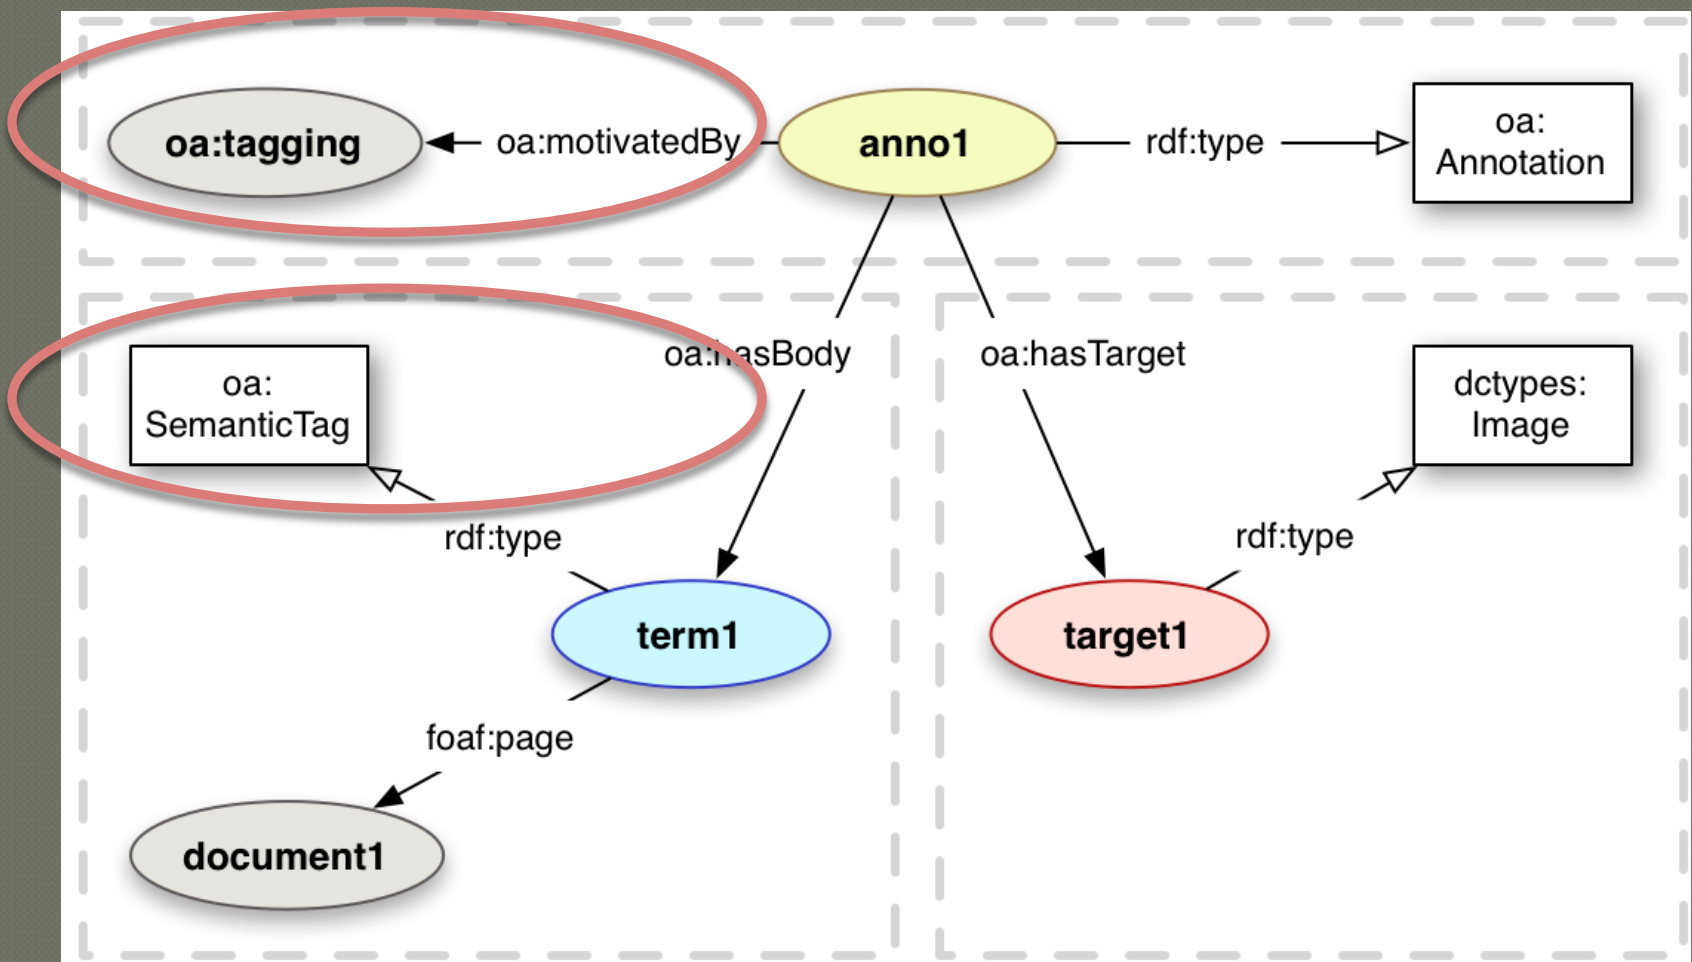 oa:tagging
oa:motivatedBy
anno1
rdf:type
oa:
Annotation
oa:hasBody
oa:hasTarget
oa:
SemanticTag
dctypes:
Image
rdf:type
rdf:type
term1
target1
foaf:page
document1